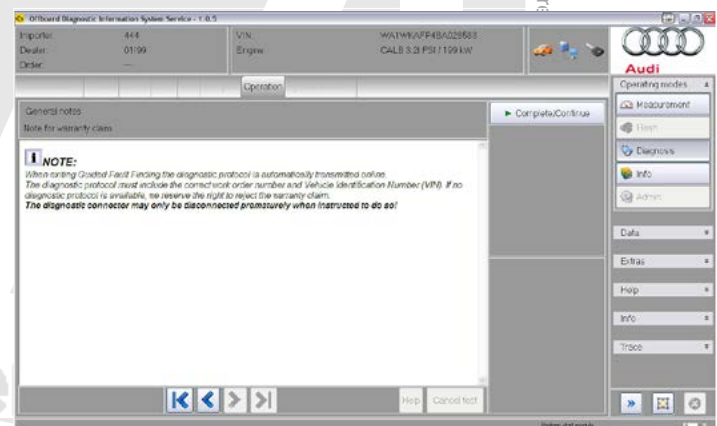 Offboard Diagnostic Information System Service - 1.0.5
Importer: 444
Dealer: 01199
Order: ---
VIN:
Engine: CALB 3.2l FSI / 199 kW
Audi
Operation
General notes
Note for warranty claim
Complete/Continue
NOTE:
When exiting Guided Fault Finding the diagnostic protocol is automatically transmitted online.
The diagnostic protocol must include the correct work order number and Vehicle Identification Number (VIN). If no
diagnostic protocol is available, we reserve the right to reject the warranty claim.
The diagnostic connector may only be disconnected prematurely when instructed to do so!
Help
Cancel test
Operating modes
Measurement
Flash
Diagnosis
Info
Admin
Data
Extras
Help
Info
Trace